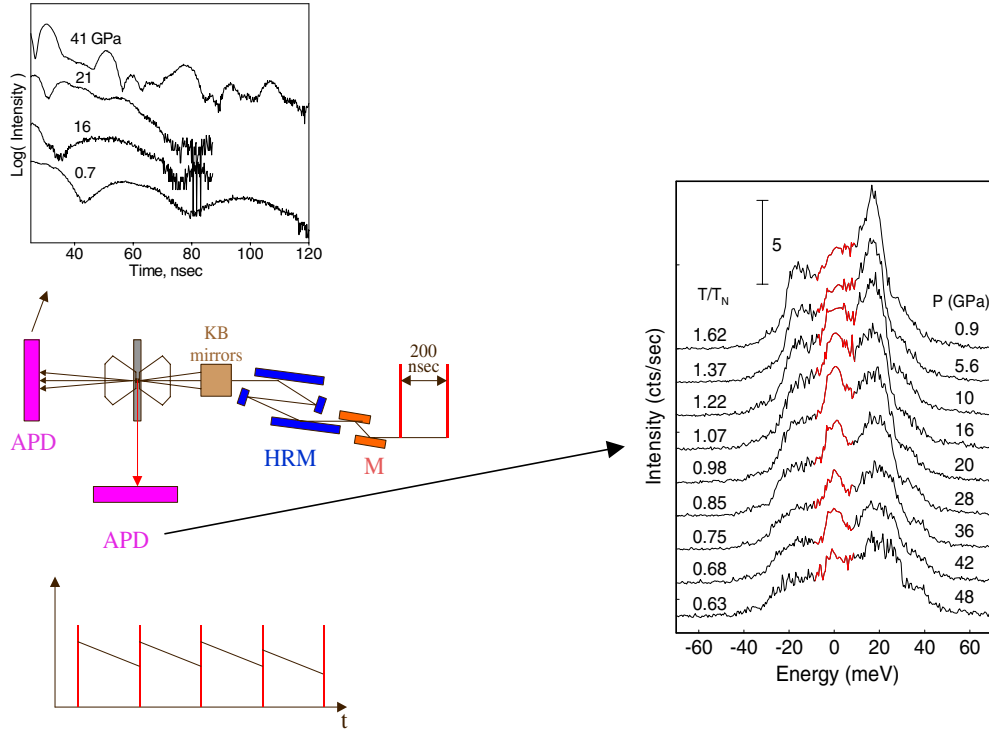 41 GPa
21
16
0.7
Log( Intensity )
40
60
80
100
120
Time, nsec
KB
mirrors
200
nsec
APD
HRM
M
APD
t
5
T/TN
P (GPa)
1.62
0.9
1.37
5.6
1.22
10
1.07
16
0.98
20
0.85
28
0.75
36
0.68
42
0.63
48
Intensity (cts/sec)
-60
-40
-20
0
20
40
60
Energy (meV)